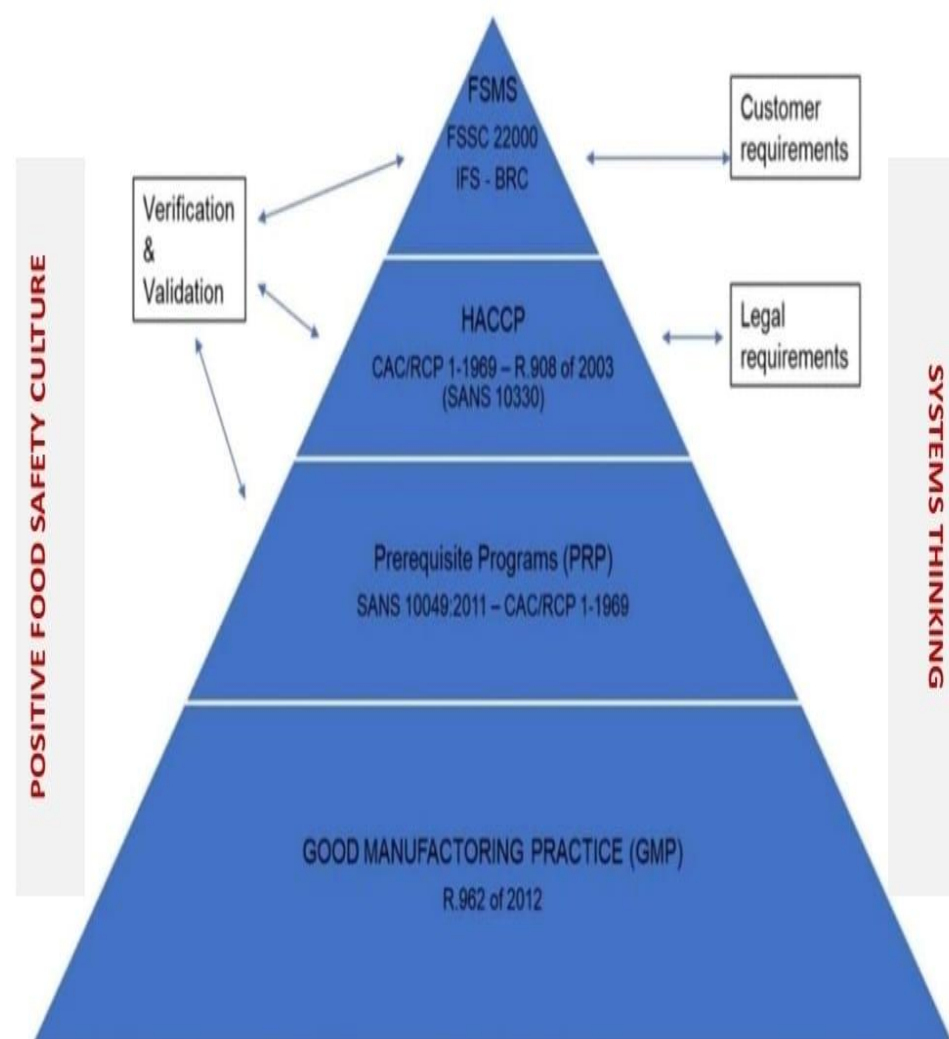 FSMS
FSSC 22000
IFS - BRC
Customer
requirements
Verification
&
Validation
HACCP
CAC/RCP 1-1969 – R.908 of 2003
(SANS 10330)
Legal
requirements
Prerequisite Programs (PRP)
SANS 10049:2011 – CAC/RCP 1-1969
GOOD MANUFACTORING PRACTICE (GMP)
R.962 of 2012
POSITIVE FOOD SAFETY CULTURE
SYSTEMS THINKING